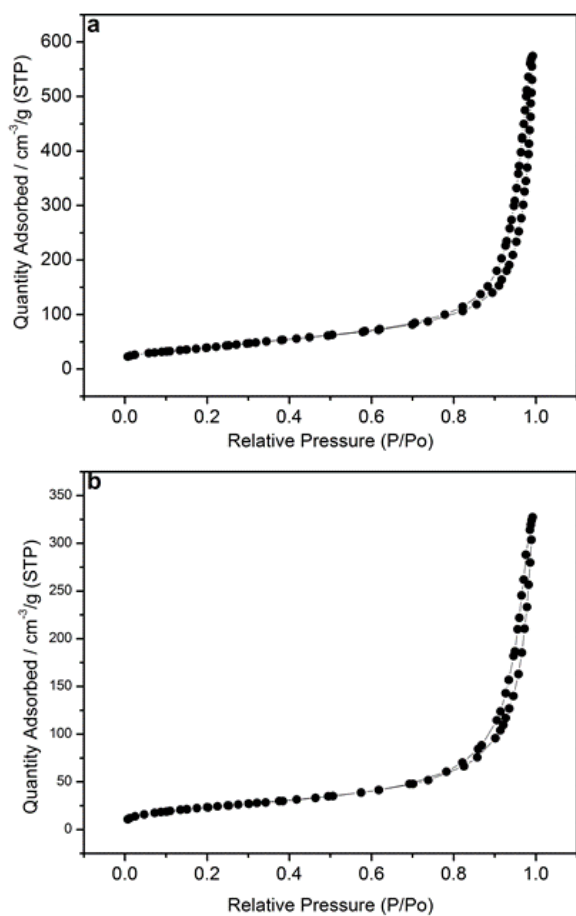 a
600
500
400
300
200
100
0
Quantity Adsorbed / cm⁻³/g (STP)
0.0 0.2 0.4 0.6 0.8 1.0
Relative Pressure (P/Po)
b
350
300
250
200
150
100
50
0
Quantity Adsorbed / cm⁻³/g (STP)
0.0 0.2 0.4 0.6 0.8 1.0
Relative Pressure (P/Po)